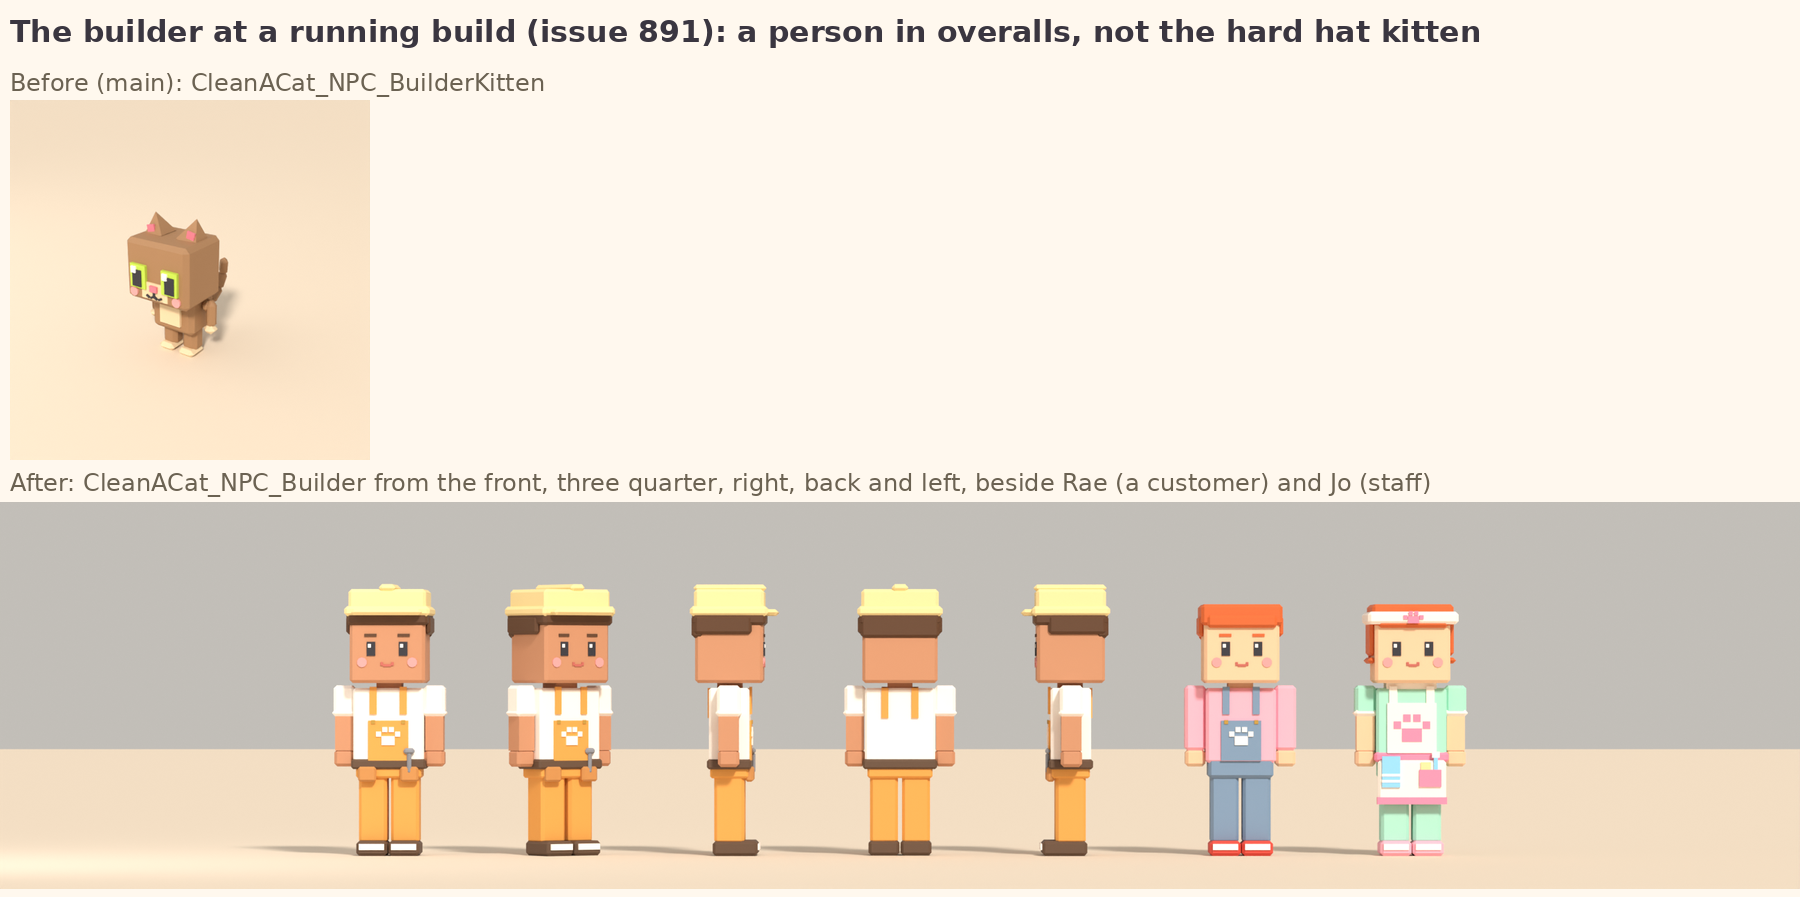 The builder at a running build (issue 891): a person in overalls, not the hard hat kitten
Before (main): CleanACat_NPC_BuilderKitten
After: CleanACat_NPC_Builder from the front, three quarter, right, back and left, beside Rae (a customer) and Jo (staff)